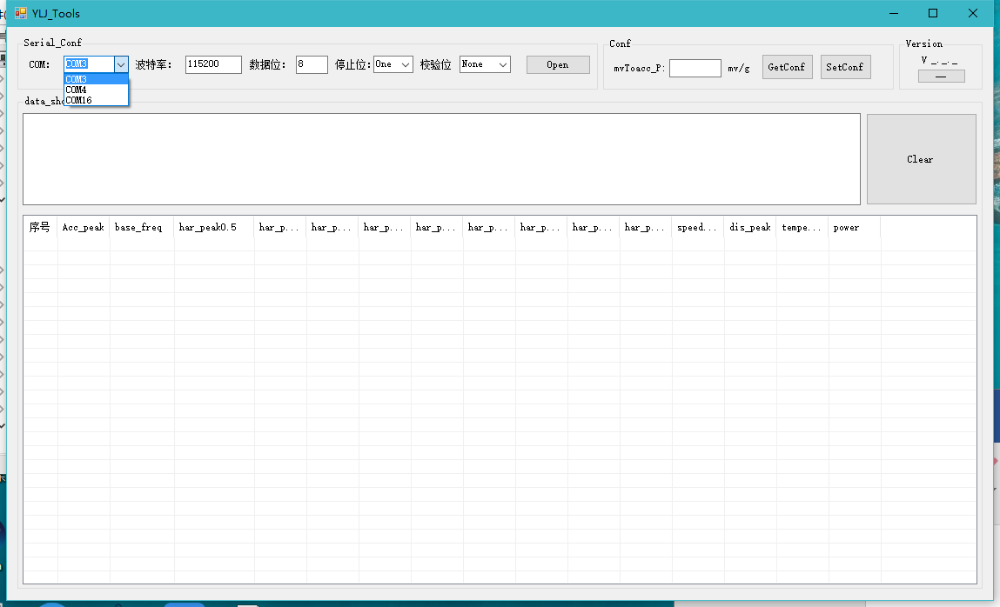 YLJ_Tools
Serial_Conf
COM: COM3 波特率: 115200 数据位: 8 停止位: One 校验位 None Open
COM3
COM4
COM16
Conf
mvToacc_P: mv/g GetConf SetConf
Version
V _._._
—
data_sho
Clear
序号 Acc_peak base_freq har_peak0.5 har_p... har_p... har_p... har_p... har_p... har_p... har_p... har_p... speed... dis_peak tempe... power